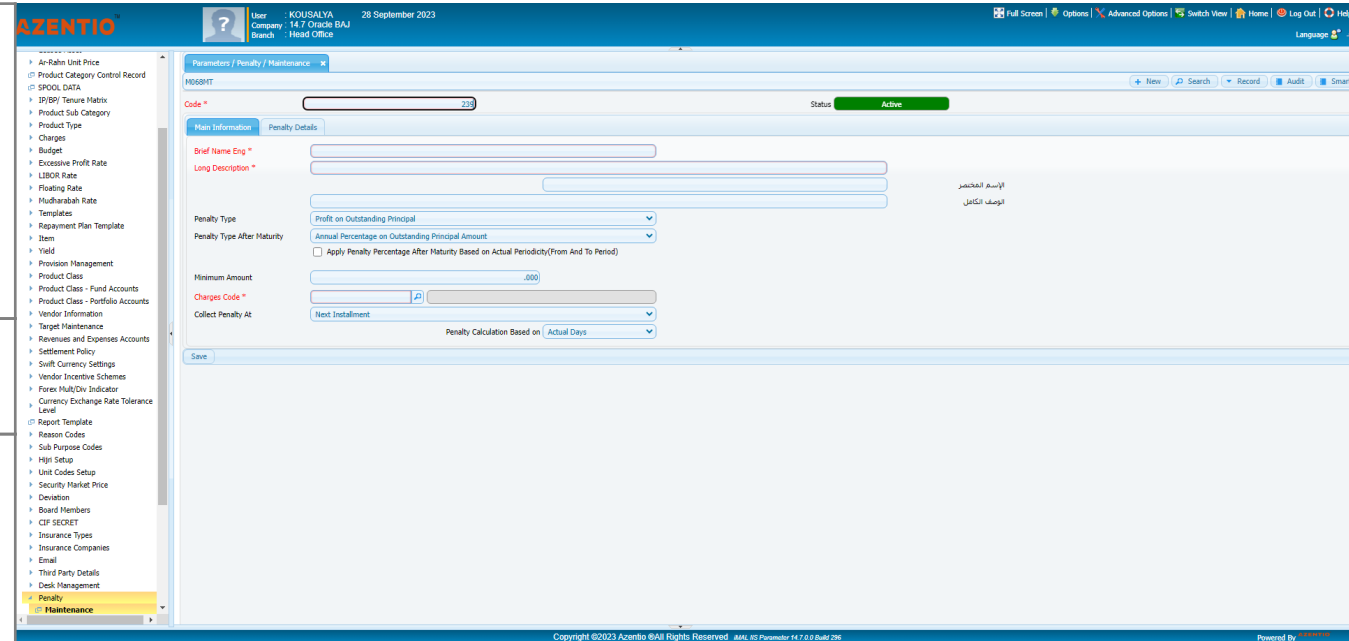 AZENTIO
User : KOUSALYA 28 September 2023
Company : 147 Oracle BAJ
Branch : Head Office
Full Screen | Options | Advanced Options | Switch View | Home | Log Out | Help
Language
Ar-Rahn Unit Price
Product Category Control Record
SPOOL DATA
IP/BP/ Tenure Matrix
Product Sub Category
Product Type
Charges
Budget
Excessive Profit Rate
LIBOR Rate
Floating Rate
Mudharabah Rate
Templates
Repayment Plan Template
Item
Yield
Provision Management
Product Class
Product Class - Fund Accounts
Product Class - Portfolio Accounts
Vendor Information
Target Maintenance
Revenues and Expenses Accounts
Settlement Policy
Swift Currency Settings
Vendor Incentive Schemes
Forex Mult/Div Indicator
Currency Exchange Rate Tolerance
Level
Report Template
Reason Codes
Sub Purpose Codes
Hijri Setup
Unit Codes Setup
Security Market Price
Deviation
Board Members
CIF SECRET
Insurance Types
Insurance Companies
Email
Third Party Details
Desk Management
Penalty
Maintenance
Parameters / Penalty / Maintenance x
M068MT
+ New Search Record Audit Smar
Code * 239 Status Active
Main Information Penalty Details
Brief Name Eng *
Long Description *
الإسم المختصر
الوصف الكامل
Penalty Type Profit on Outstanding Principal
Penalty Type After Maturity Annual Percentage on Outstanding Principal Amount
Apply Penalty Percentage After Maturity Based on Actual Periodicity(From And To Period)
Minimum Amount .000
Charges Code *
Collect Penalty At Next Installment
Penalty Calculation Based on Actual Days
Save
Copyright ©2023 Azentio ®All Rights Reserved iMAL IIS Parameter 14.7.0.0 Build 296
Powered By AZENTIO